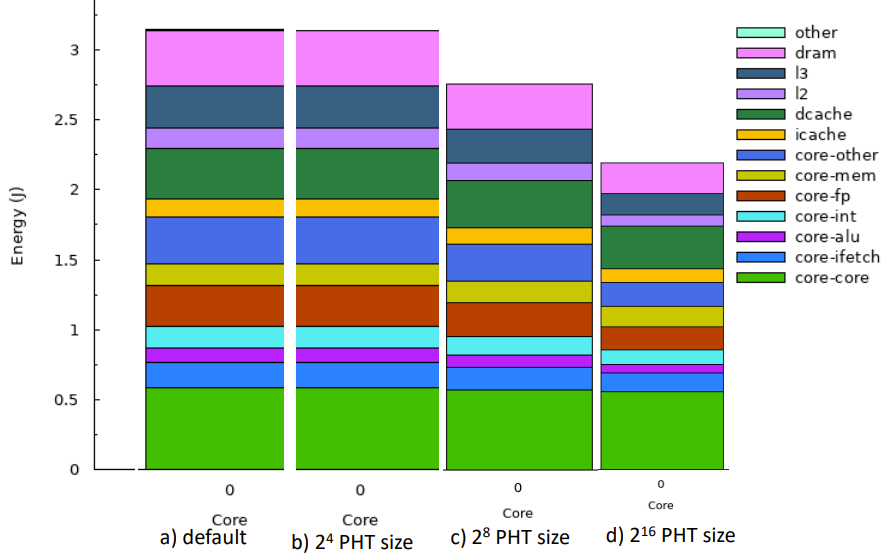 Energy (J)
3
2.5
2
1.5
1
0.5
0
other
dram
l3
l2
dcache
icache
core-other
core-mem
core-fp
core-int
core-alu
core-ifetch
core-core
0
0
0
0
Core
Core
Core
Core
a) default
b) 2⁴ PHT size
c) 2⁸ PHT size
d) 2¹⁶ PHT size